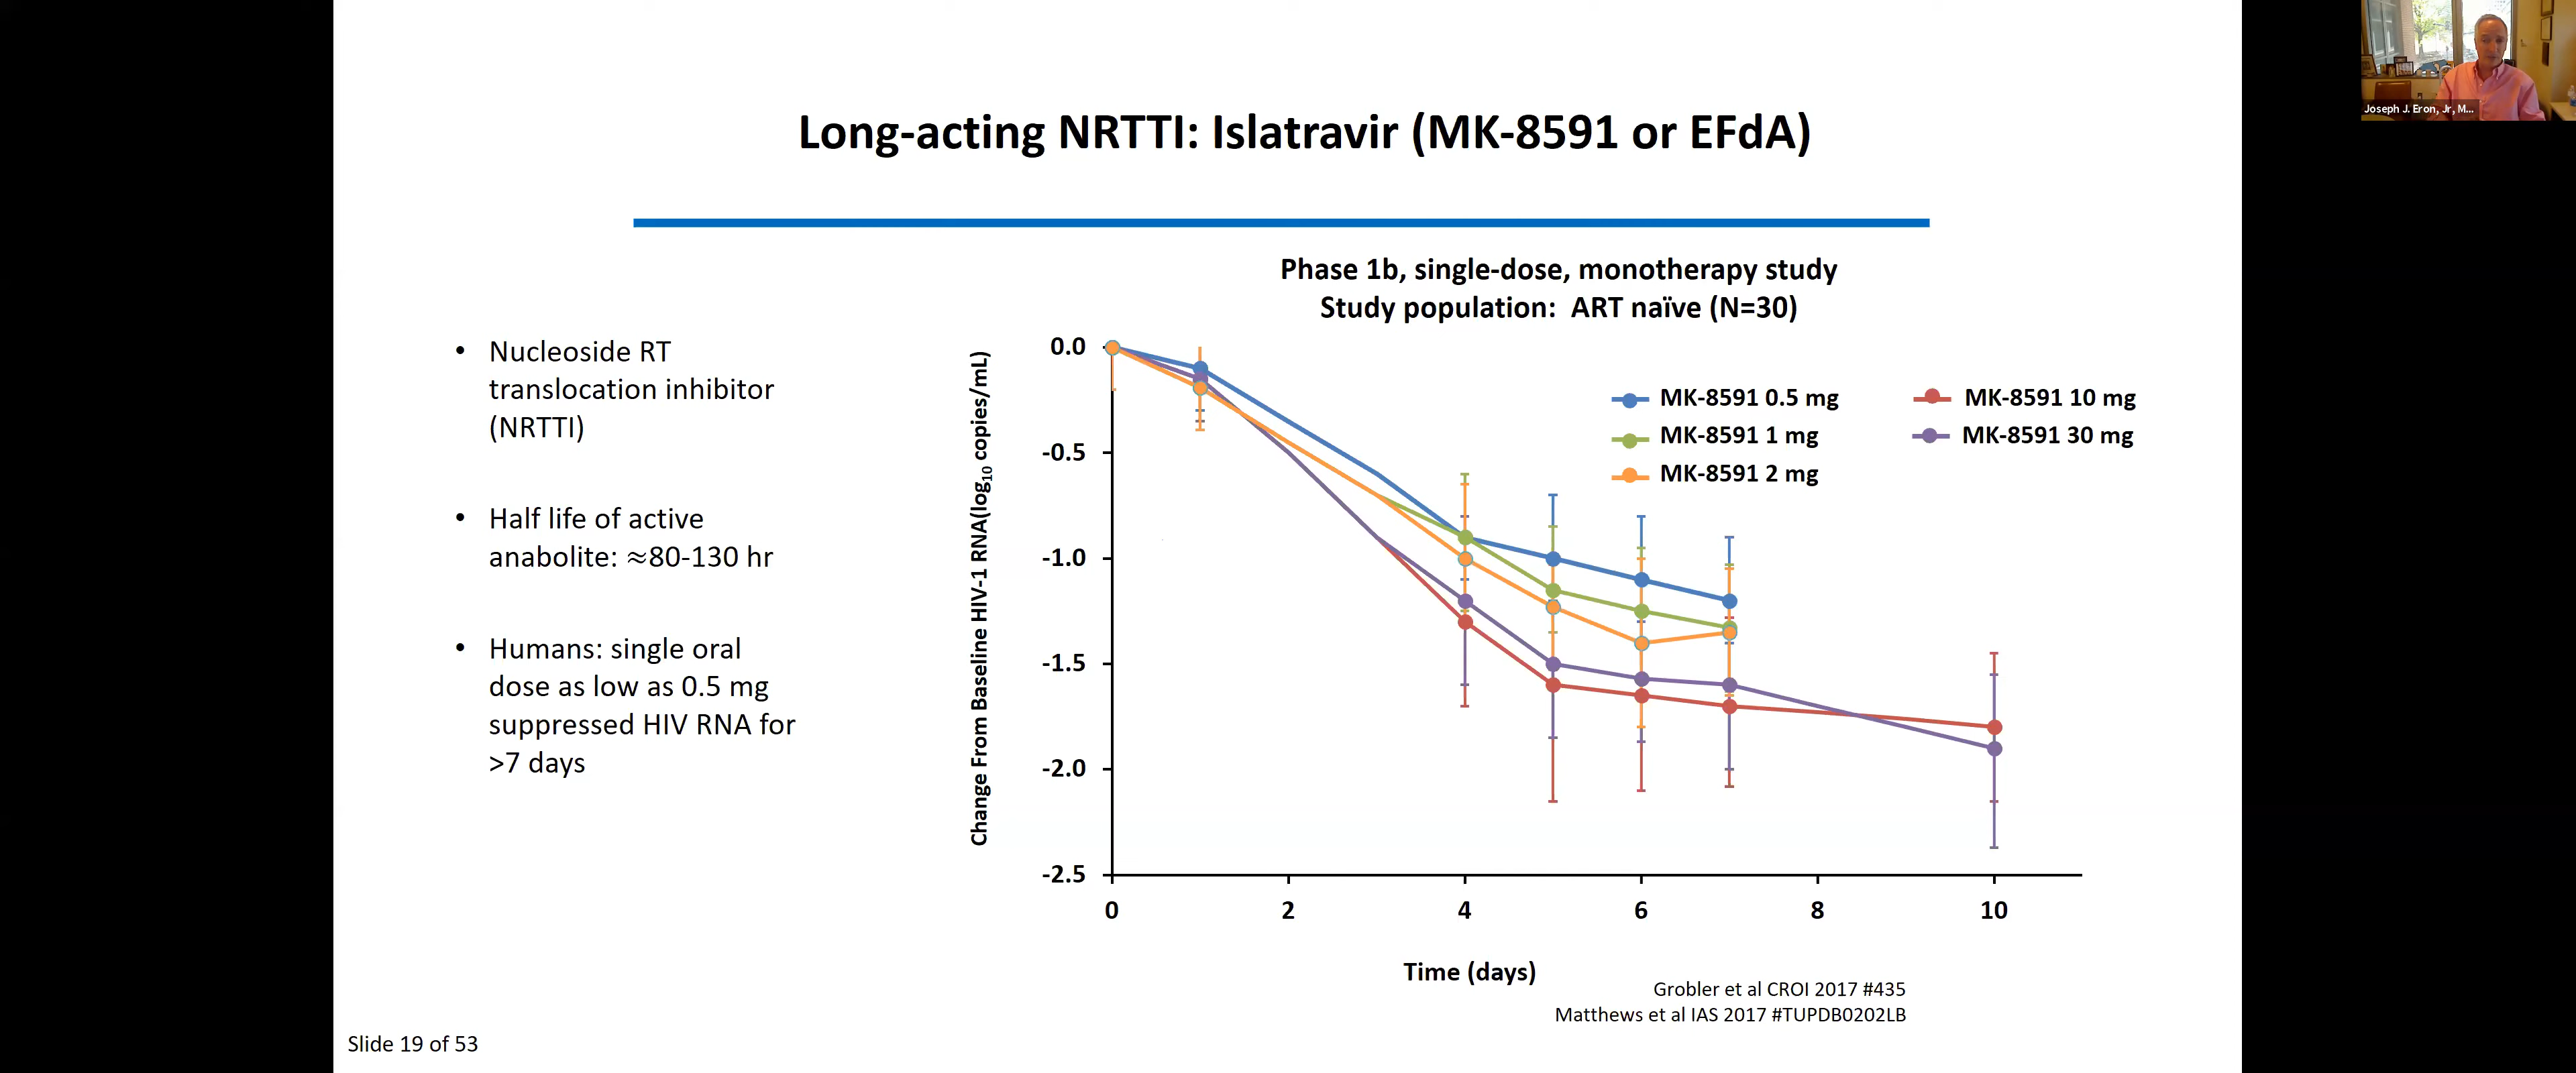 Long-acting NRTTI: Islatravir (MK-8591 or EFdA)
Joseph J. Eron, Jr, M...
Phase 1b, single-dose, monotherapy study
Study population: ART naïve (N=30)
• Nucleoside RT
translocation inhibitor
(NRTTI)
• Half life of active
anabolite: ≈80-130 hr
• Humans: single oral
dose as low as 0.5 mg
suppressed HIV RNA for
>7 days
Change From Baseline HIV-1 RNA(log10 copies/mL)
0.0
-0.5
-1.0
-1.5
-2.0
-2.5
MK-8591 0.5 mg
MK-8591 1 mg
MK-8591 2 mg
MK-8591 10 mg
MK-8591 30 mg
0 2 4 6 8 10
Time (days)
Grobler et al CROI 2017 #435
Matthews et al IAS 2017 #TUPDB0202LB
Slide 19 of 53